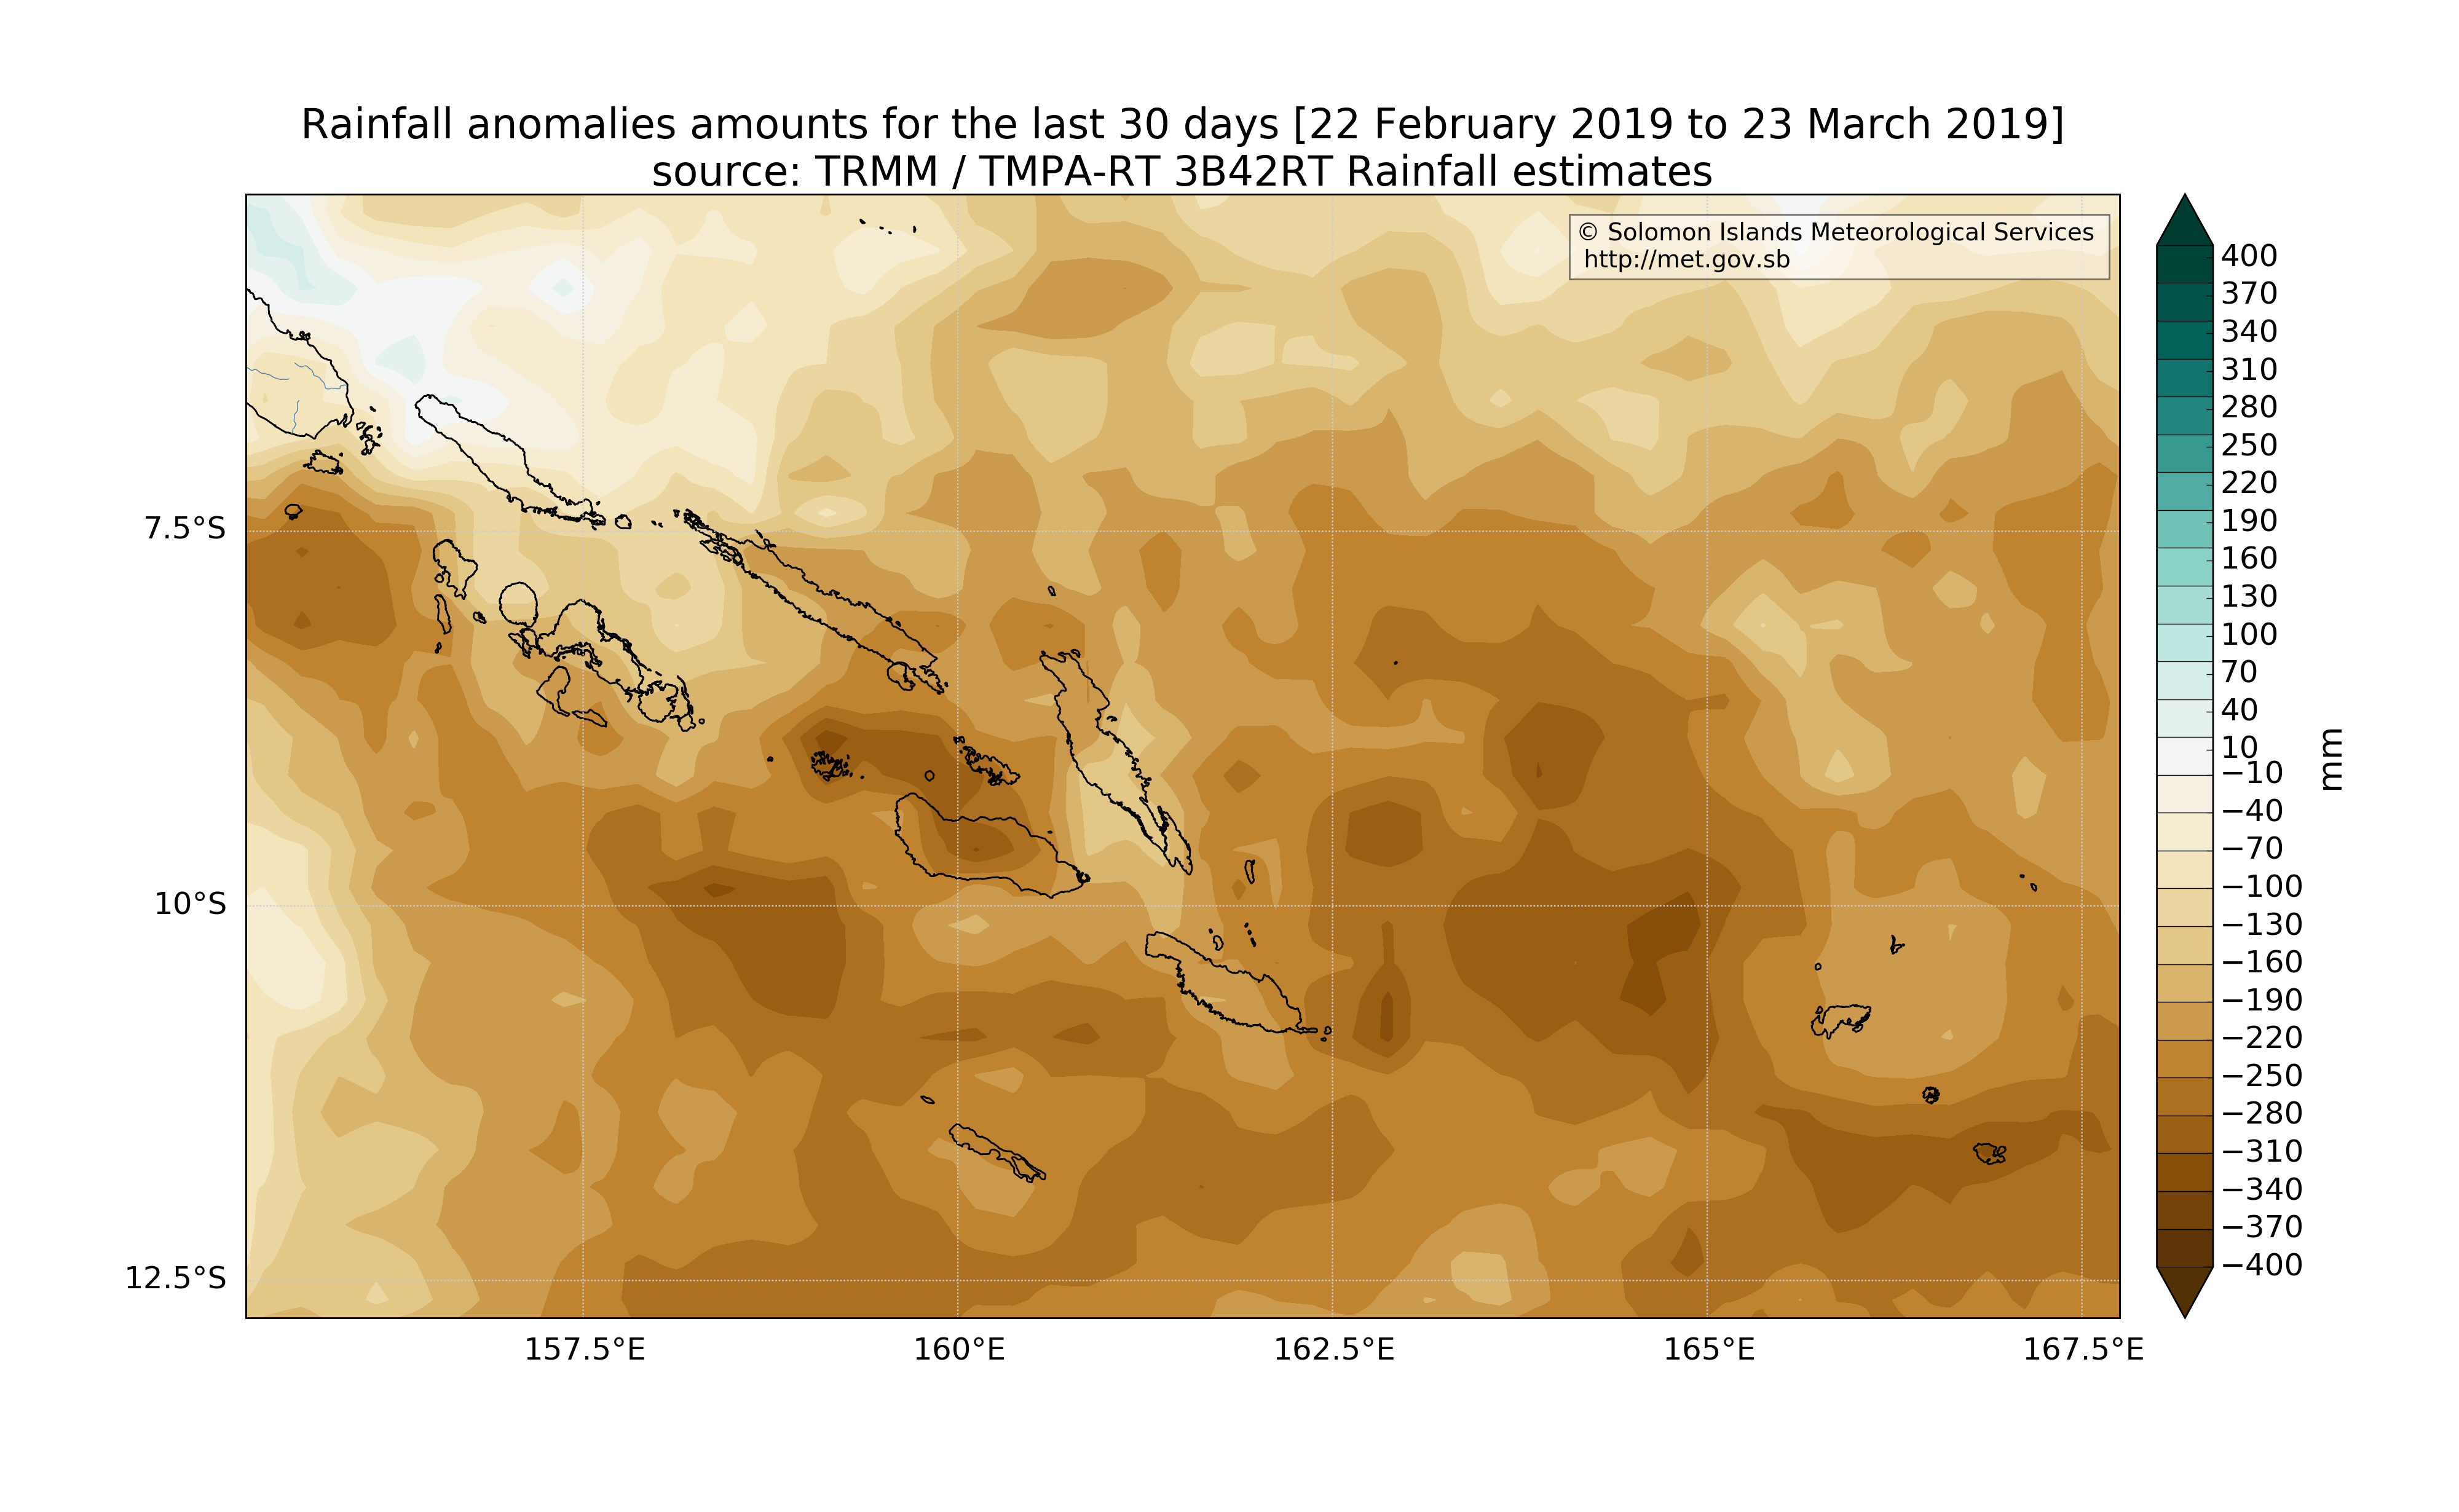 Rainfall anomalies amounts for the last 30 days [22 February 2019 to 23 March 2019]
source: TRMM / TMPA-RT 3B42RT Rainfall estimates
© Solomon Islands Meteorological Services
http://met.gov.sb
7.5°S
10°S
12.5°S
157.5°E
160°E
162.5°E
165°E
167.5°E
400
370
340
310
280
250
220
190
160
130
100
70
40
10
−10
−40
−70
−100
−130
−160
−190
−220
−250
−280
−310
−340
−370
−400
mm